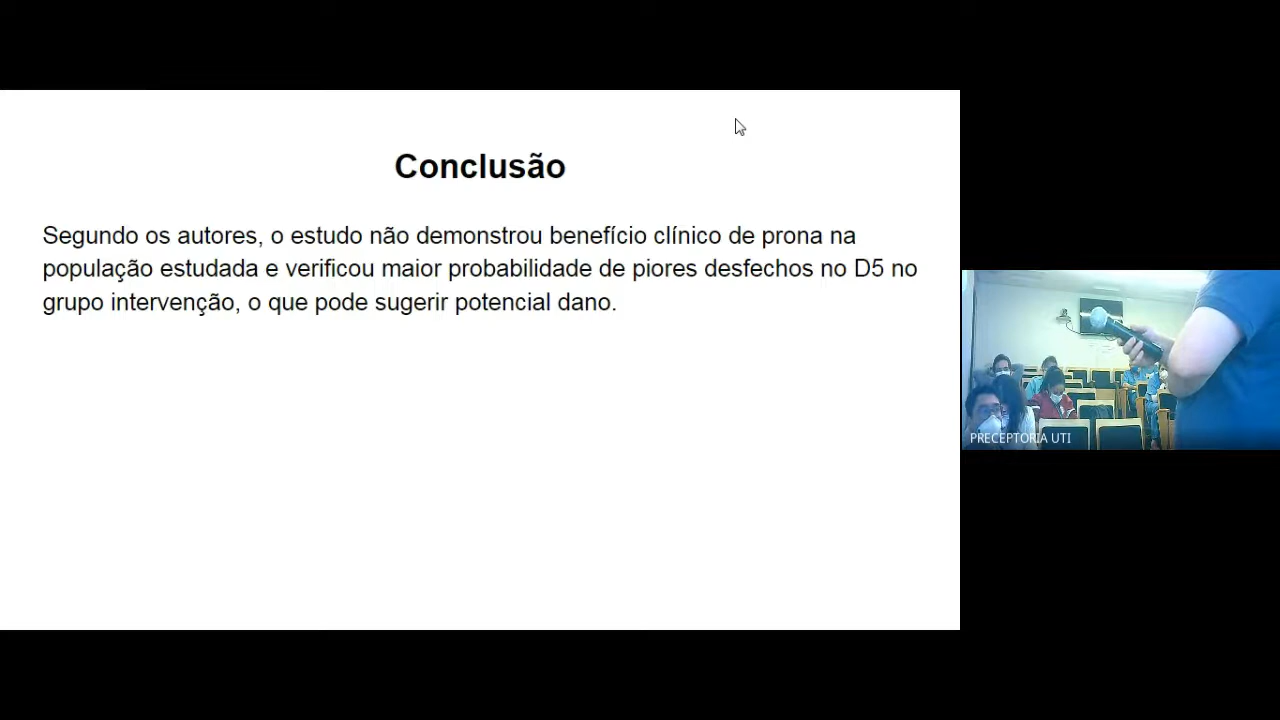 Conclusão
Segundo os autores, o estudo não demonstrou benefício clínico de prona na
população estudada e verificou maior probabilidade de piores desfechos no D5 no
grupo intervenção, o que pode sugerir potencial dano.
PRECEPTORIA UTI